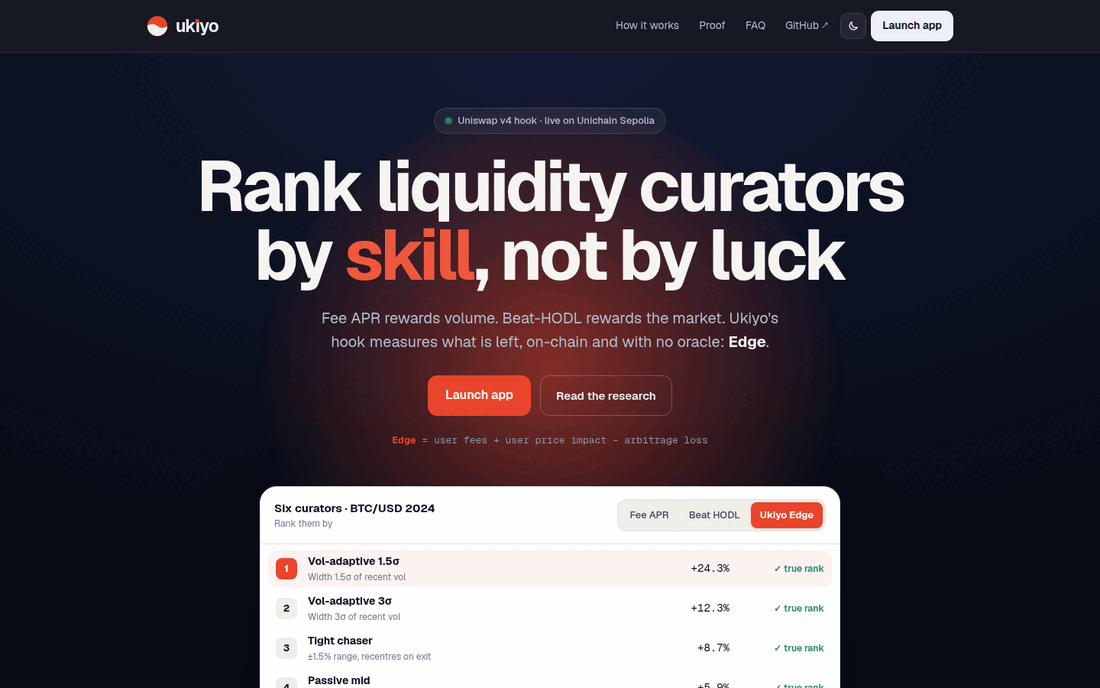 ukiyo
How it works
Proof
FAQ
GitHub ↗
Launch app
Uniswap v4 hook · live on Unichain Sepolia
Rank liquidity curators
by skill, not by luck
Fee APR rewards volume. Beat-HODL rewards the market. Ukiyo's
hook measures what is left, on-chain and with no oracle: Edge.
Launch app
Read the research
Edge = user fees + user price impact − arbitrage loss
Six curators · BTC/USD 2024
Rank them by
Fee APR
Beat HODL
Ukiyo Edge
1
Vol-adaptive 1.5σ
Width 1.5σ of recent vol
+24.3%
✓ true rank
2
Vol-adaptive 3σ
Width 3σ of recent vol
+12.3%
✓ true rank
3
Tight chaser
±1.5% range, recentres on exit
+8.7%
✓ true rank
4
Passive mid
+5.9%
✓ true rank